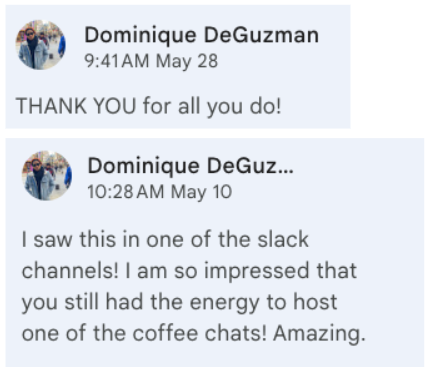 Dominique DeGuzman
9:41 AM May 28
THANK YOU for all you do!
Dominique DeGuz...
10:28 AM May 10
I saw this in one of the slack
channels! I am so impressed that
you still had the energy to host
one of the coffee chats! Amazing.